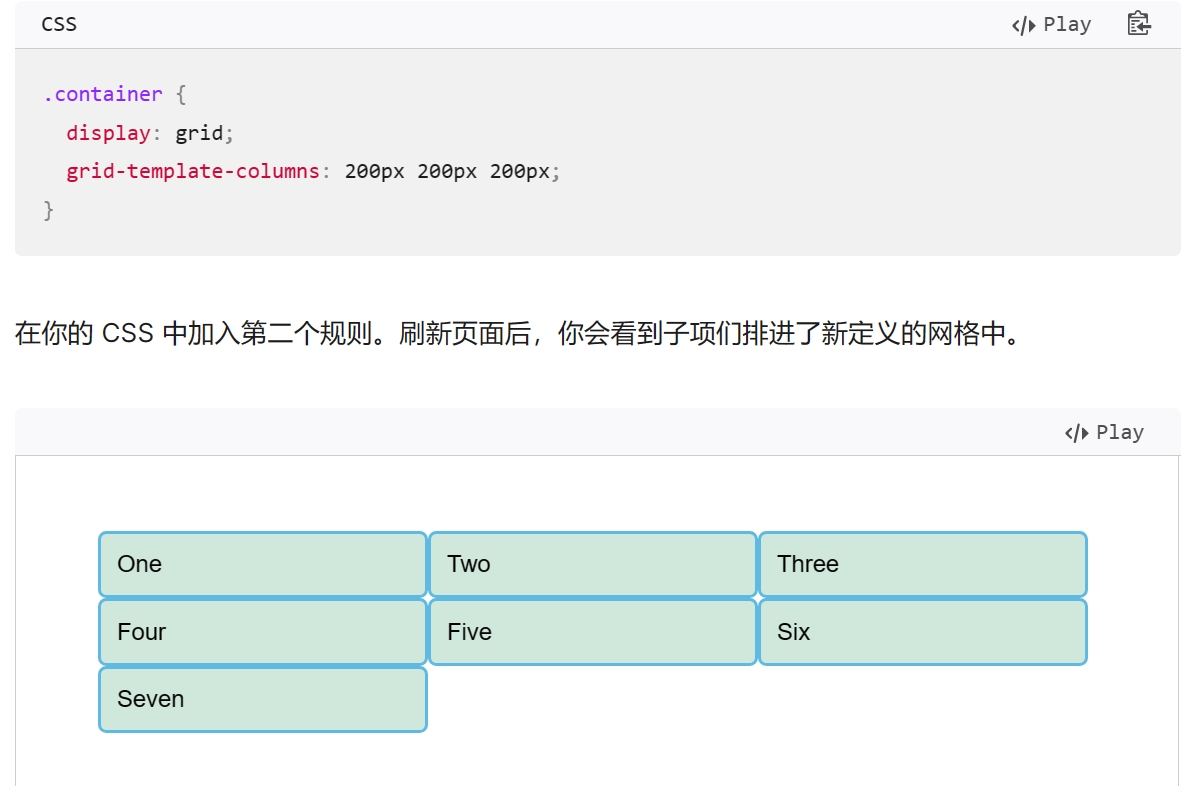 CSS
Play
.container {
  display: grid;
  grid-template-columns: 200px 200px 200px;
}
在你的 CSS 中加入第二个规则。刷新页面后，你会看到子项们排进了新定义的网格中。
Play
One Two Three
Four Five Six
Seven